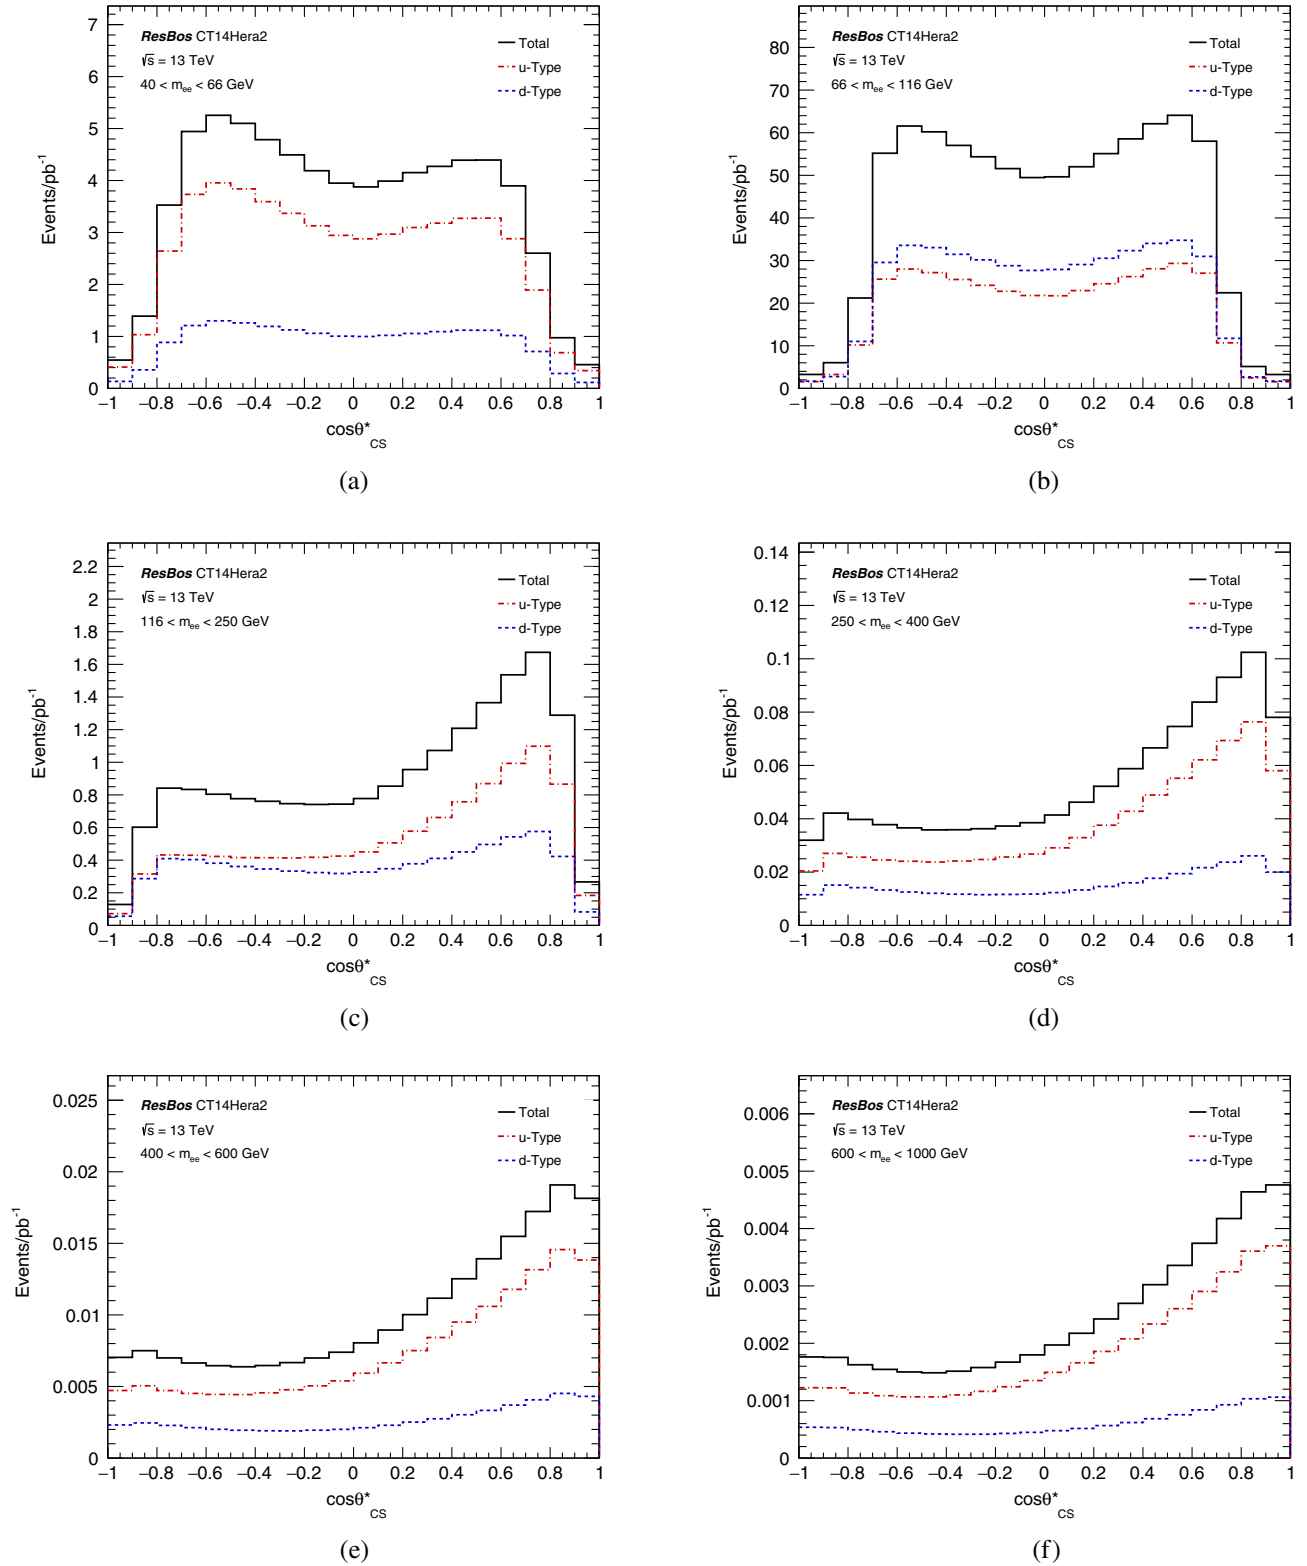 ResBos CT14Hera2
√s = 13 TeV
40 < mee < 66 GeV
Total
u-Type
d-Type
Events/pb-1
7
6
5
4
3
2
1
0
−1 −0.8 −0.6 −0.4 −0.2 0 0.2 0.4 0.6 0.8 1
cosθ*CS
(a)
ResBos CT14Hera2
√s = 13 TeV
66 < mee < 116 GeV
Total
u-Type
d-Type
Events/pb-1
80
70
60
50
40
30
20
10
0
−1 −0.8 −0.6 −0.4 −0.2 0 0.2 0.4 0.6 0.8 1
cosθ*CS
(b)
ResBos CT14Hera2
√s = 13 TeV
116 < mee < 250 GeV
Total
u-Type
d-Type
Events/pb-1
2.2
2
1.8
1.6
1.4
1.2
1
0.8
0.6
0.4
0.2
0
−1 −0.8 −0.6 −0.4 −0.2 0 0.2 0.4 0.6 0.8 1
cosθ*CS
(c)
ResBos CT14Hera2
√s = 13 TeV
250 < mee < 400 GeV
Total
u-Type
d-Type
Events/pb-1
0.14
0.12
0.1
0.08
0.06
0.04
0.02
0
−1 −0.8 −0.6 −0.4 −0.2 0 0.2 0.4 0.6 0.8 1
cosθ*CS
(d)
ResBos CT14Hera2
√s = 13 TeV
400 < mee < 600 GeV
Total
u-Type
d-Type
Events/pb-1
0.025
0.02
0.015
0.01
0.005
0
−1 −0.8 −0.6 −0.4 −0.2 0 0.2 0.4 0.6 0.8 1
cosθ*CS
(e)
ResBos CT14Hera2
√s = 13 TeV
600 < mee < 1000 GeV
Total
u-Type
d-Type
Events/pb-1
0.006
0.005
0.004
0.003
0.002
0.001
0
−1 −0.8 −0.6 −0.4 −0.2 0 0.2 0.4 0.6 0.8 1
cosθ*CS
(f)